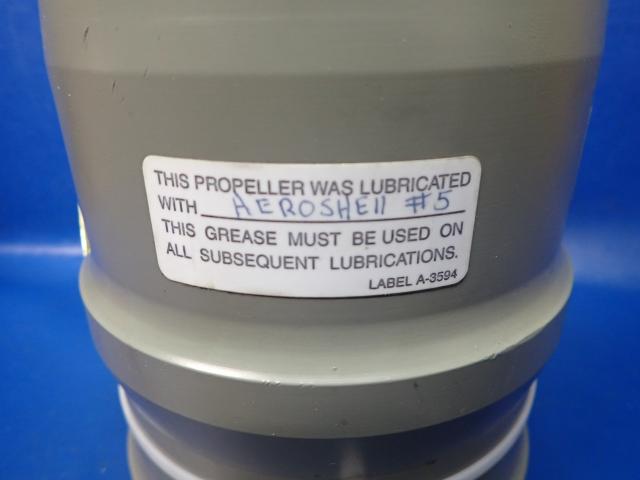 THIS PROPELLER WAS LUBRICATED
WITH AEROSHELL #5
THIS GREASE MUST BE USED ON
ALL SUBSEQUENT LUBRICATIONS.
LABEL A-3594